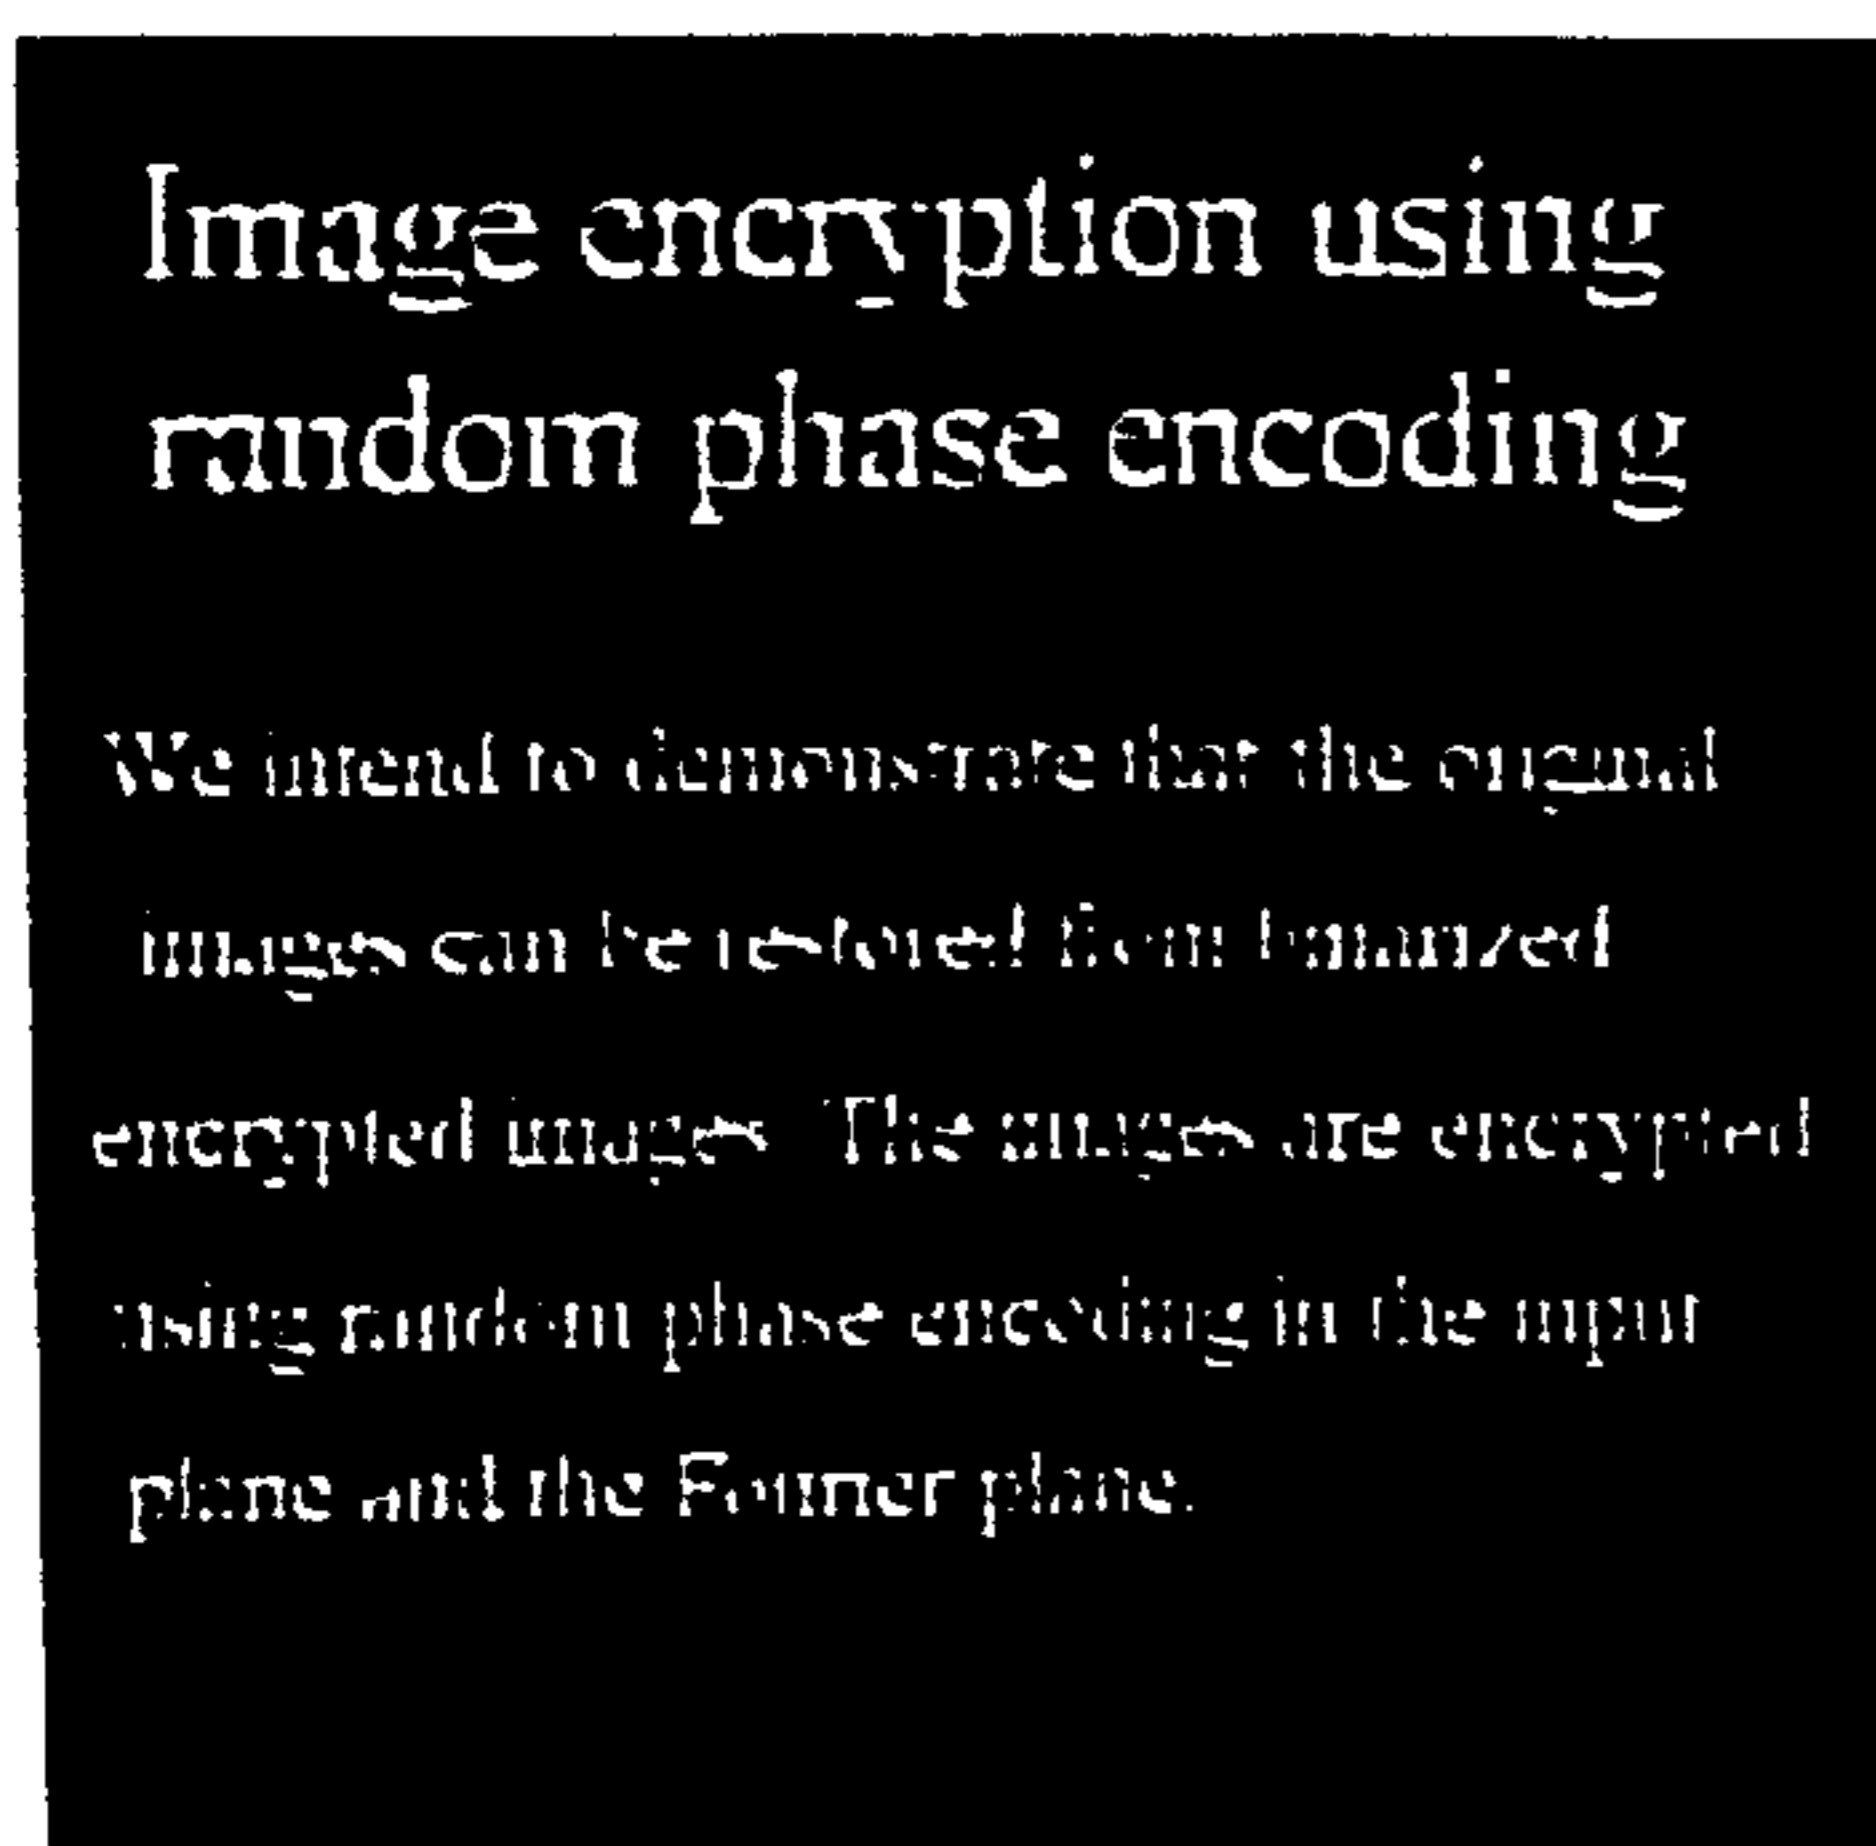 Image encryption using
random phase encoding
We intend to demonstrate that the original
images can be restored from binarized
encrypted images. The images are encrypted
using random phase encoding in the input
plane and the Fourier plane.